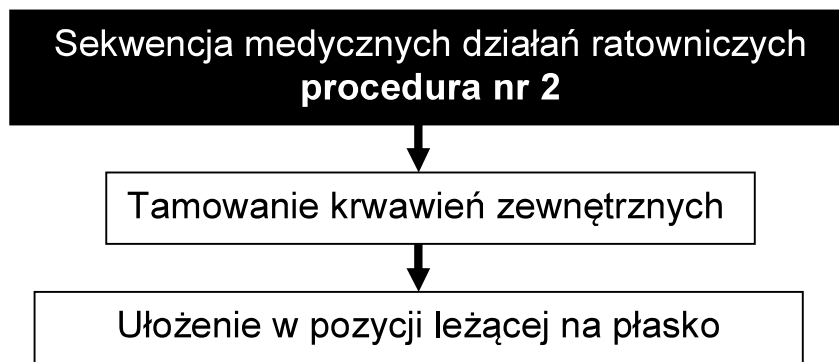 Sekwencja medycznych działań ratowniczych
procedura nr 2
Tamowanie krwawień zewnętrznych
Ułożenie w pozycji leżącej na płasko